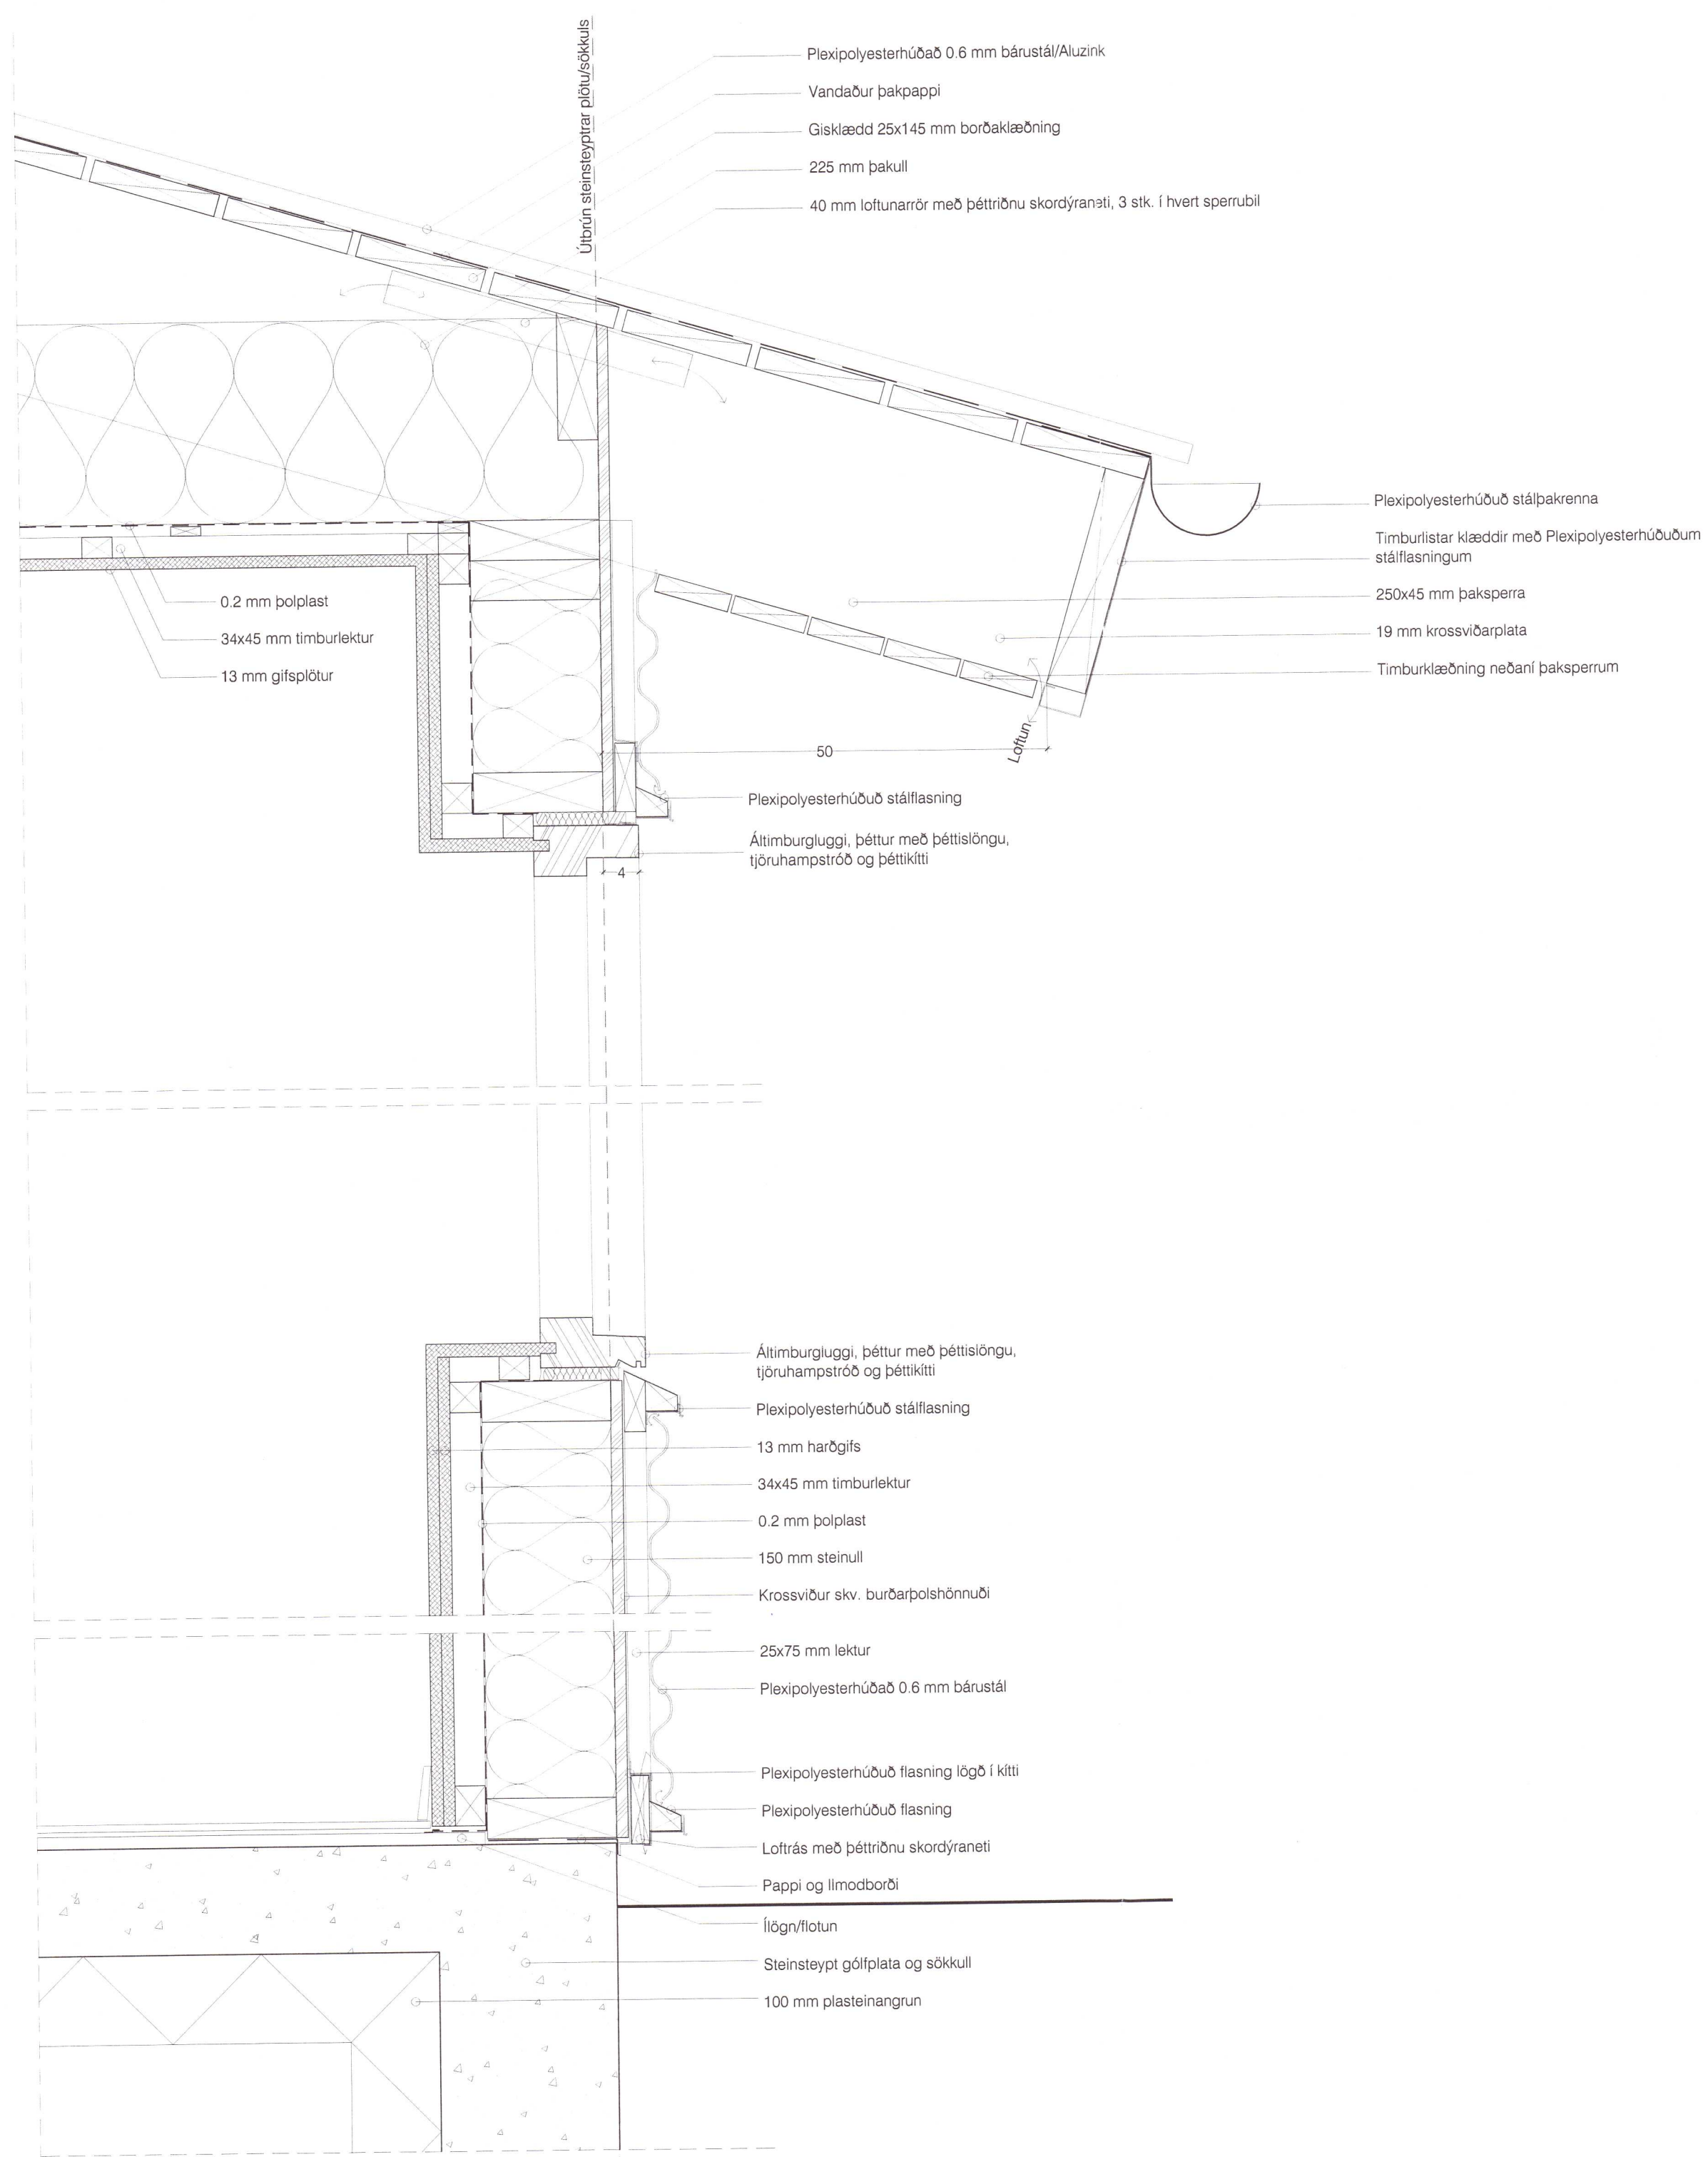 Útbrún steinsteyptrar plötu/sökkuls
Plexipolyesterhúðað 0.6 mm bárustál/Aluzink
Vandaður þakpappi
Gisklædd 25x145 mm borðaklæðning
225 mm þakull
40 mm loftunarrör með þéttriðnu skordýraneti, 3 stk. í hvert sperrubil
Plexipolyesterhúðuð stálþakrenna
Timburlistar klæddir með Plexipolyesterhúðuðum
stálflasningum
250x45 mm þaksperra
19 mm krossviðarplata
Timburklæðning neðaní þaksperrum
0.2 mm þolplast
34x45 mm timburlektur
13 mm gifsplötur
Loftun
50
Plexipolyesterhúðuð stálflasning
Áltimburgluggi, þéttur með þéttislöngu,
tjöruhampstróð og þéttikítti
4
Áltimburgluggi, þéttur með þéttislöngu,
tjöruhampstróð og þéttikítti
Plexipolyesterhúðuð stálflasning
13 mm harðgifs
34x45 mm timburlektur
0.2 mm þolplast
150 mm steinull
Krossviður skv. burðarþolshönnuði
25x75 mm lektur
Plexipolyesterhúðað 0.6 mm bárustál
Plexipolyesterhúðuð flasning lögð í kítti
Plexipolyesterhúðuð flasning
Loftrás með þéttriðnu skordýraneti
Pappi og Ilmodborði
Ílögn/flotun
Steinsteypt gólfplata og sökkull
100 mm plasteinangrun